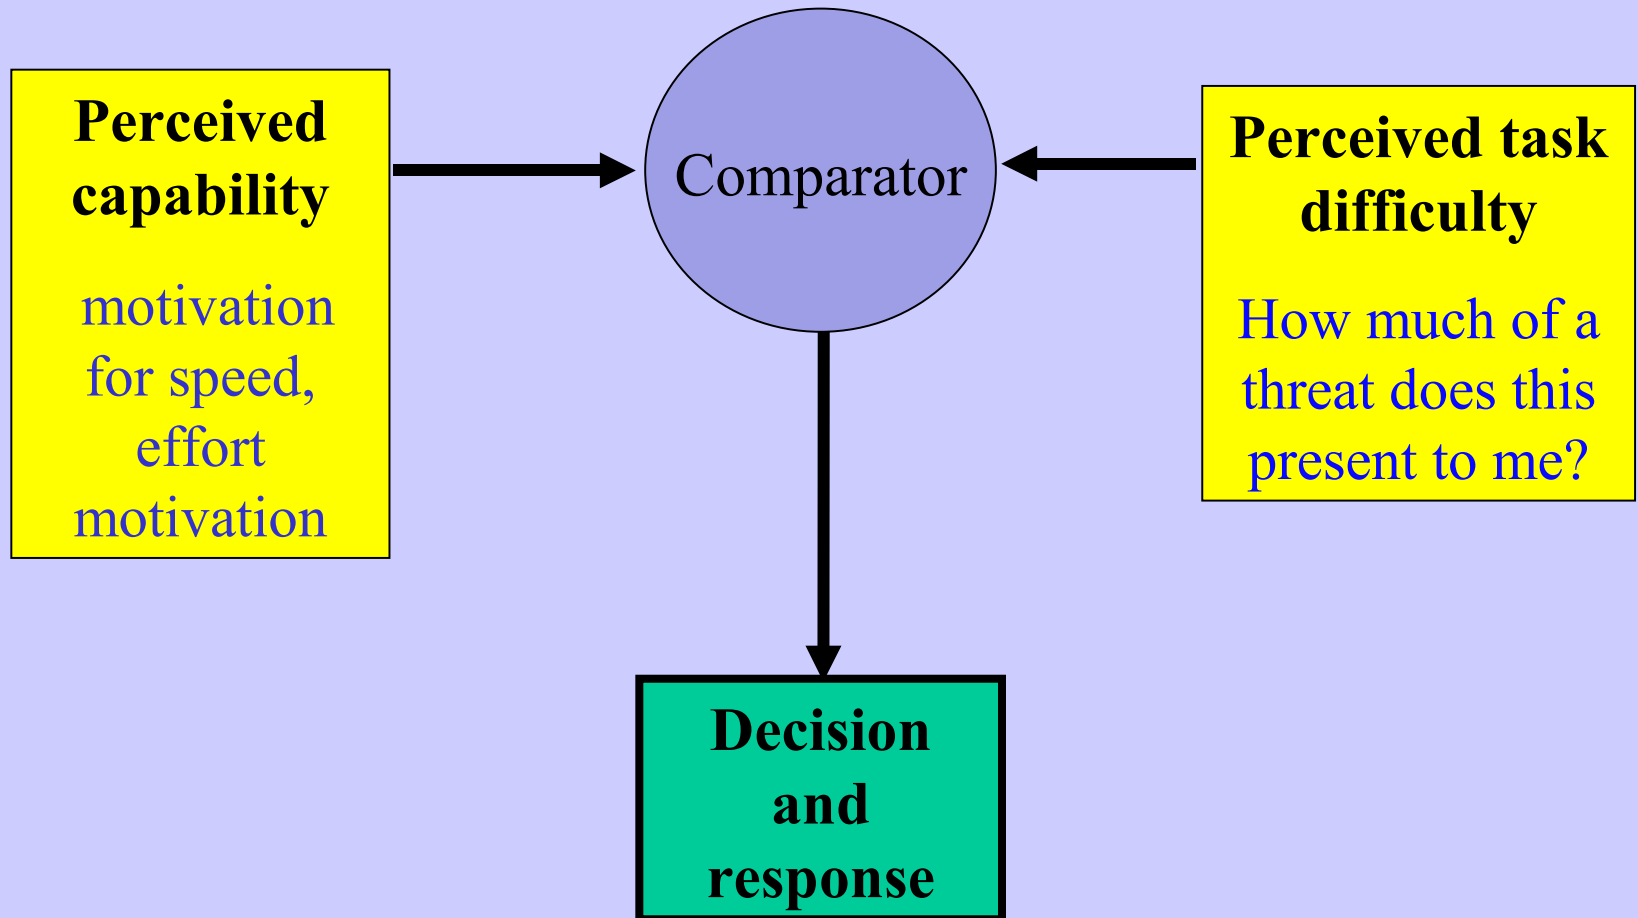 Perceived
capability
motivation
for speed,
effort
motivation
Comparator
Perceived task
difficulty
How much of a
threat does this
present to me?
Decision
and
response